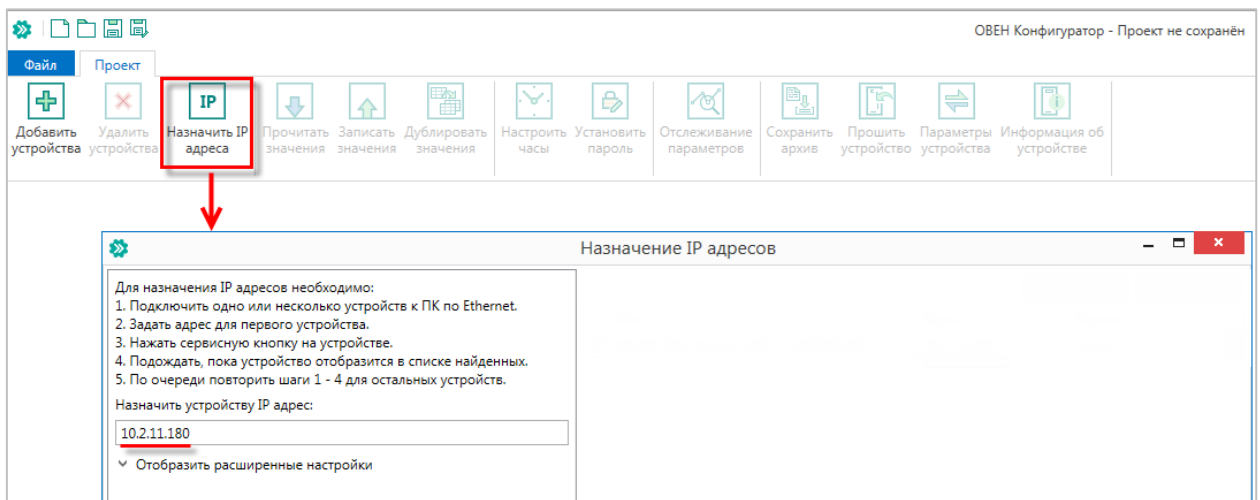 ОВЕН Конфигуратор - Проект не сохранён
Файл Проект
IP
Добавить устройства
Удалить устройства
Назначить IP адреса
Прочитать значения
Записать значения
Дублировать значения
Настроить часы
Установить пароль
Отслеживание параметров
Сохранить архив
Прошить устройство
Параметры устройства
Информация об устройстве
Назначение IP адресов
Для назначения IP адресов необходимо:
1. Подключить одно или несколько устройств к ПК по Ethernet.
2. Задать адрес для первого устройства.
3. Нажать сервисную кнопку на устройстве.
4. Подождать, пока устройство отобразится в списке найденных.
5. По очереди повторить шаги 1 - 4 для остальных устройств.
Назначить устройству IP адрес:
10.2.11.180
Отобразить расширенные настройки